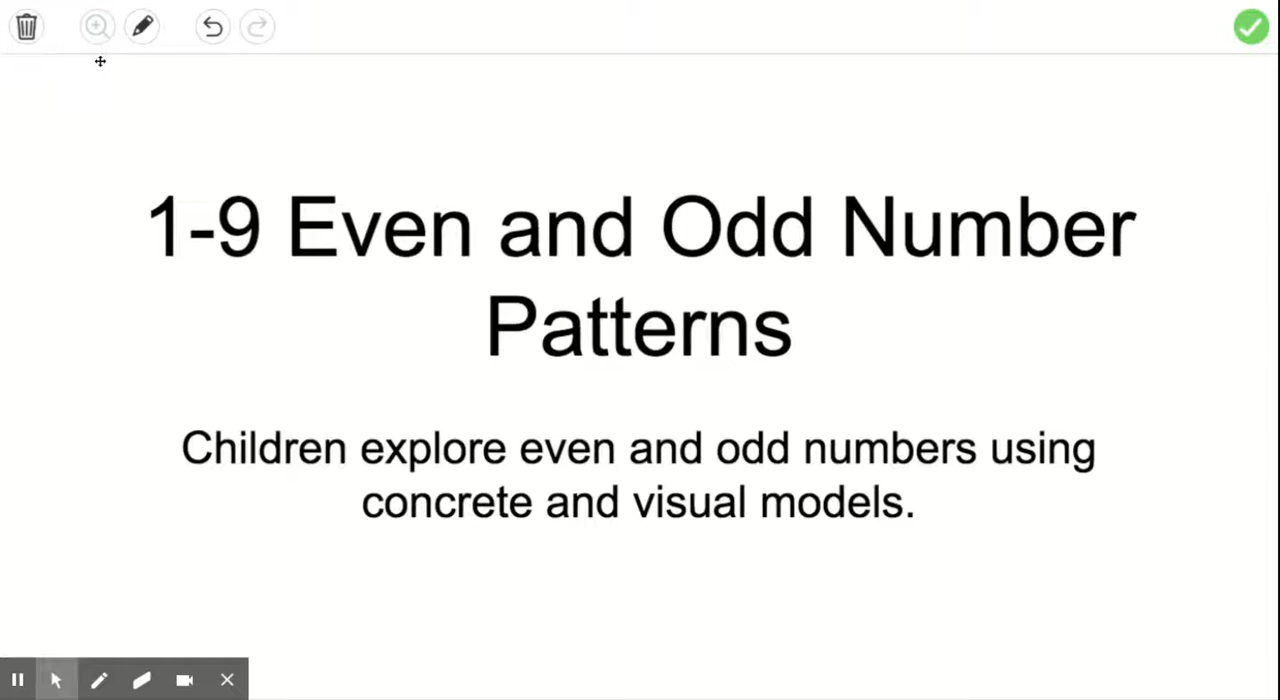 1-9 Even and Odd Number
Patterns
Children explore even and odd numbers using
concrete and visual models.